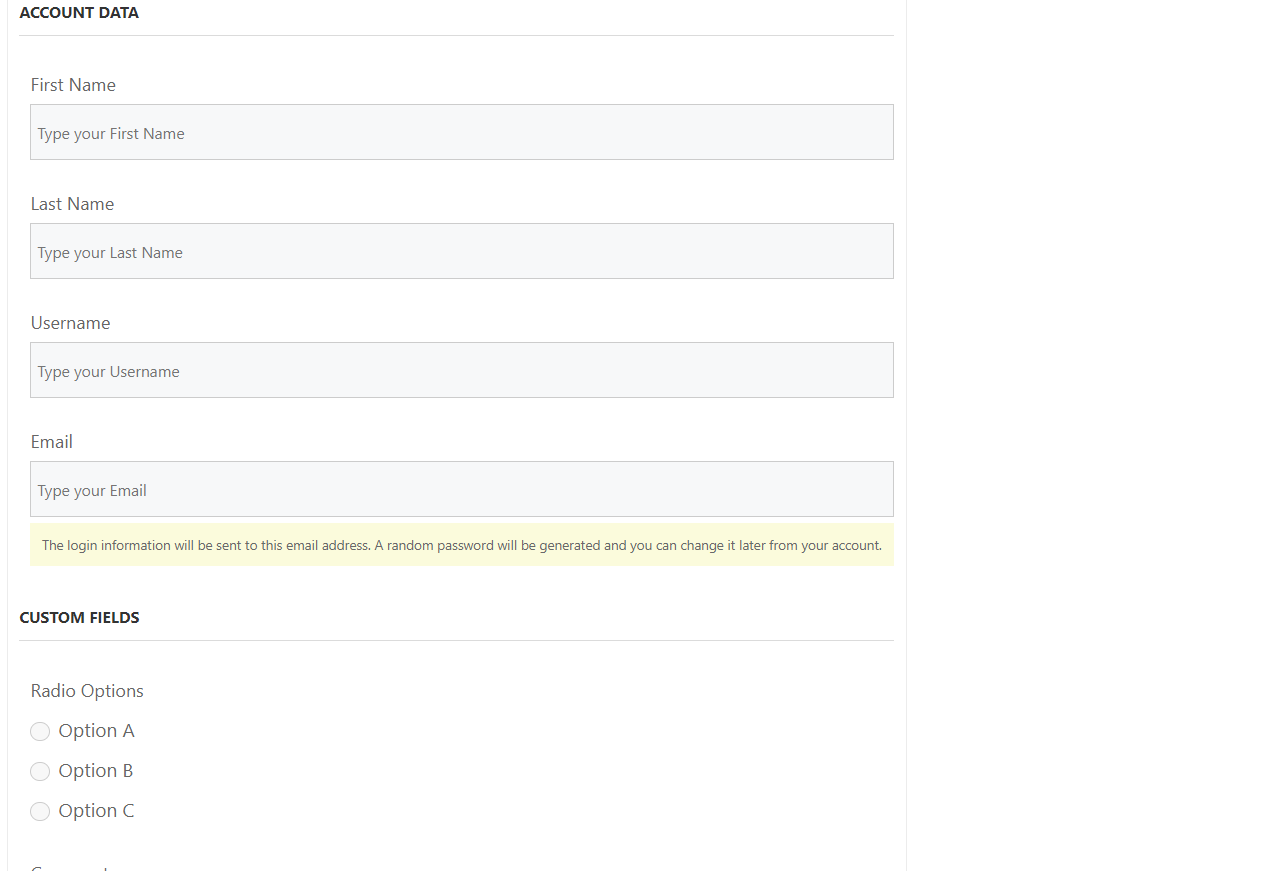 ACCOUNT DATA
First Name
Type your First Name
Last Name
Type your Last Name
Username
Type your Username
Email
Type your Email
The login information will be sent to this email address. A random password will be generated and you can change it later from your account.
CUSTOM FIELDS
Radio Options
Option A
Option B
Option C